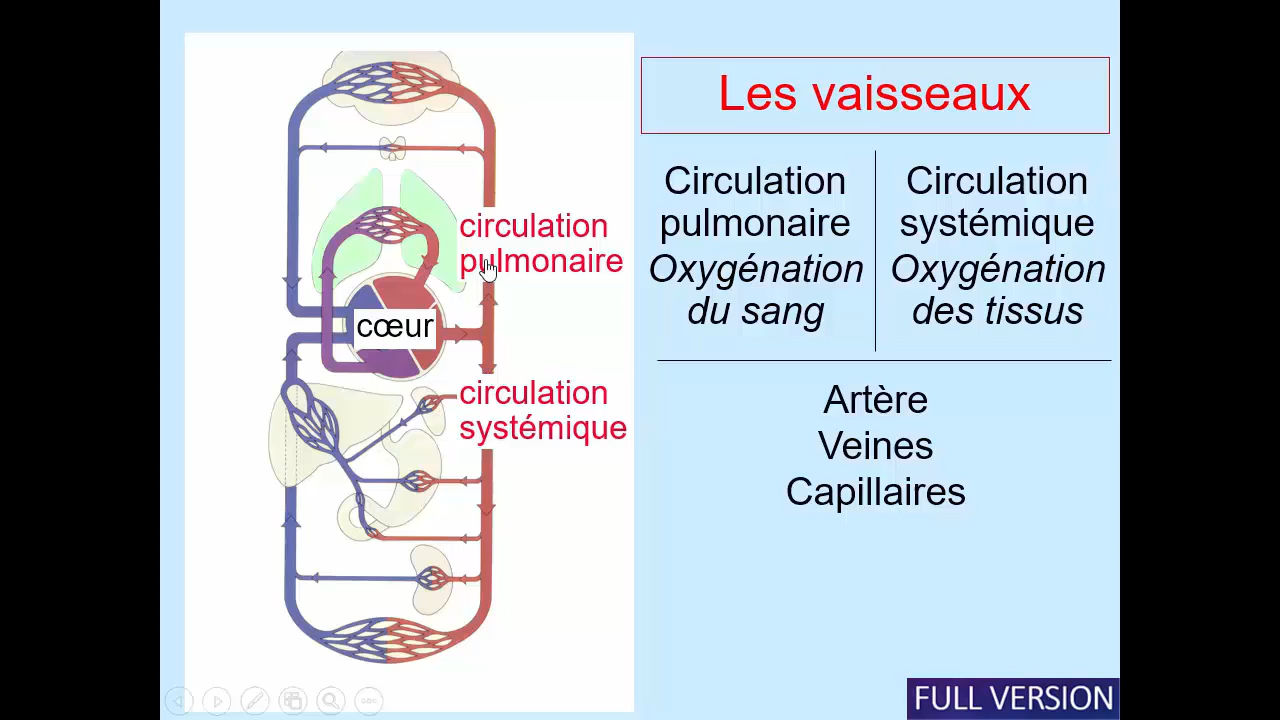 Les vaisseaux
circulation
pulmonaire
cœur
circulation
systémique
Circulation
pulmonaire
Oxygénation
du sang
Circulation
systémique
Oxygénation
des tissus
Artère
Veines
Capillaires
FULL VERSION